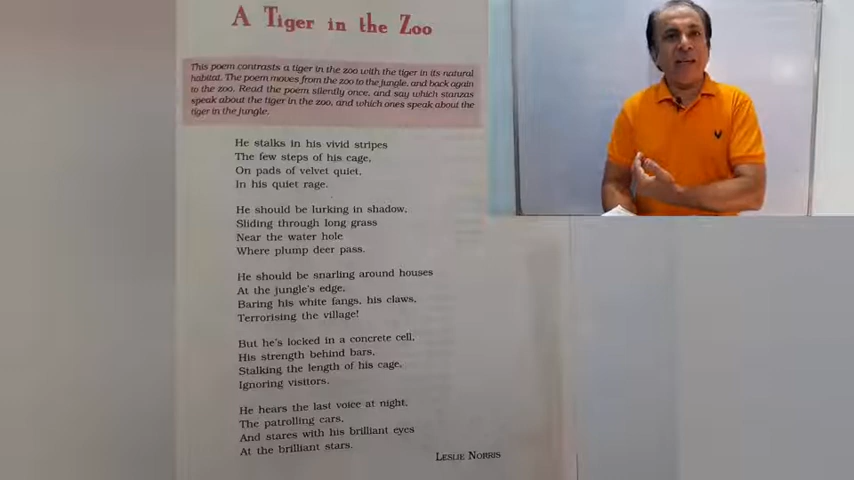 A Tiger in the Zoo
This poem contrasts a tiger in the zoo with the tiger in its natural
habitat. The poem moves from the zoo to the jungle, and back again
to the zoo. Read the poem silently once, and say which stanzas
speak about the tiger in the zoo, and which ones speak about the
tiger in the jungle.
He stalks in his vivid stripes
The few steps of his cage,
On pads of velvet quiet,
In his quiet rage.
He should be lurking in shadow,
Sliding through long grass
Near the water hole
Where plump deer pass.
He should be snarling around houses
At the jungle's edge,
Baring his white fangs, his claws,
Terrorising the village!
But he's locked in a concrete cell,
His strength behind bars,
Stalking the length of his cage,
Ignoring visitors.
He hears the last voice at night,
The patrolling cars,
And stares with his brilliant eyes
At the brilliant stars.
LESLIE NORRIS